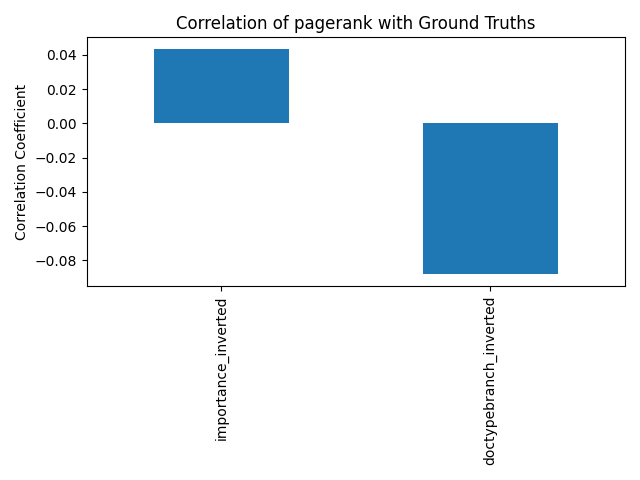 Correlation of pagerank with Ground Truths
Correlation Coefficient
0.04
0.02
0.00
−0.02
−0.04
−0.06
−0.08
importance_inverted
doctypebranch_inverted